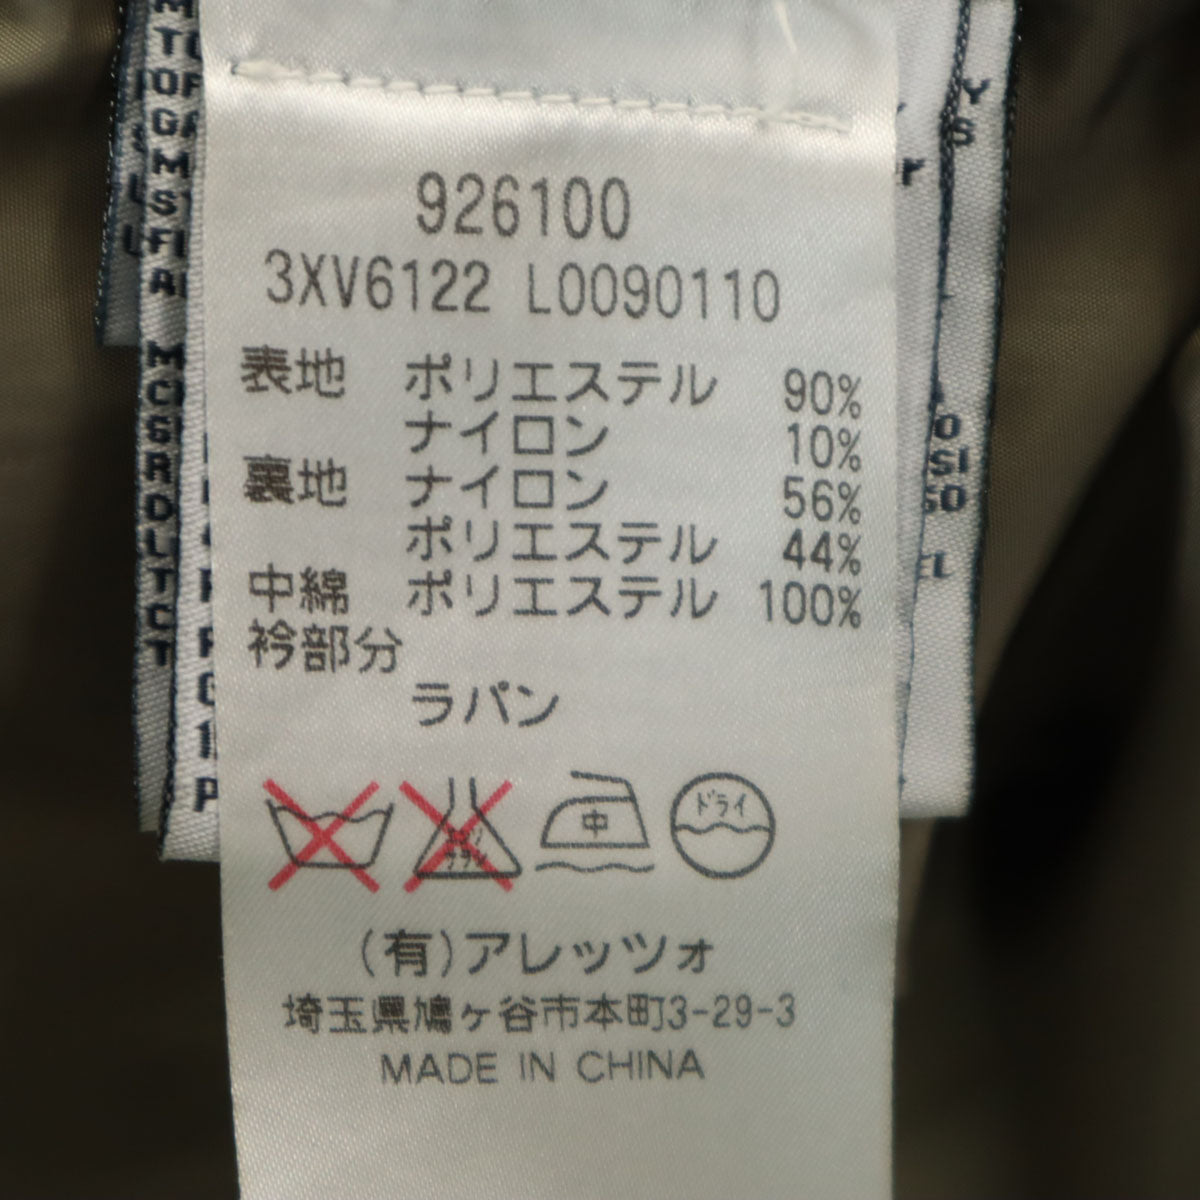 926100
3XV6122 L0090110
表地 ポリエステル 90%
ナイロン 10%
裏地 ナイロン 56%
ポリエステル 44%
中綿 ポリエステル 100%
衿部分
ラパン
中
ドライ
(有)アレッツォ
埼玉県鳩ヶ谷市本町3-29-3
MADE IN CHINA